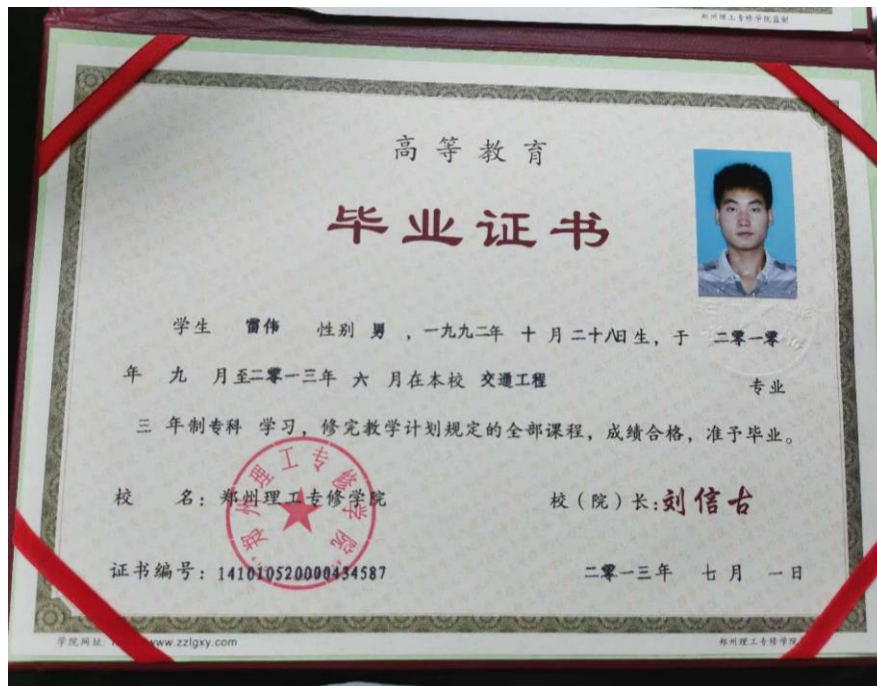 郑州理工专修学院监制
高等教育
毕业证书
学生 雷伟 性别 男 ，一九九二年 十 月 二十八日生，于 二零一零
年 九 月至二零一三年 六 月在本校 交通工程 专业
三 年制专科 学习，修完教学计划规定的全部课程，成绩合格，准予毕业。
校 名：郑州理工专修学院 校（院）长：刘信古
郑州理工专修学院
证书编号：141010520000434587 二零一三年 七月 一日
学院网址： www.zzlgxy.com 郑州理工专修学院